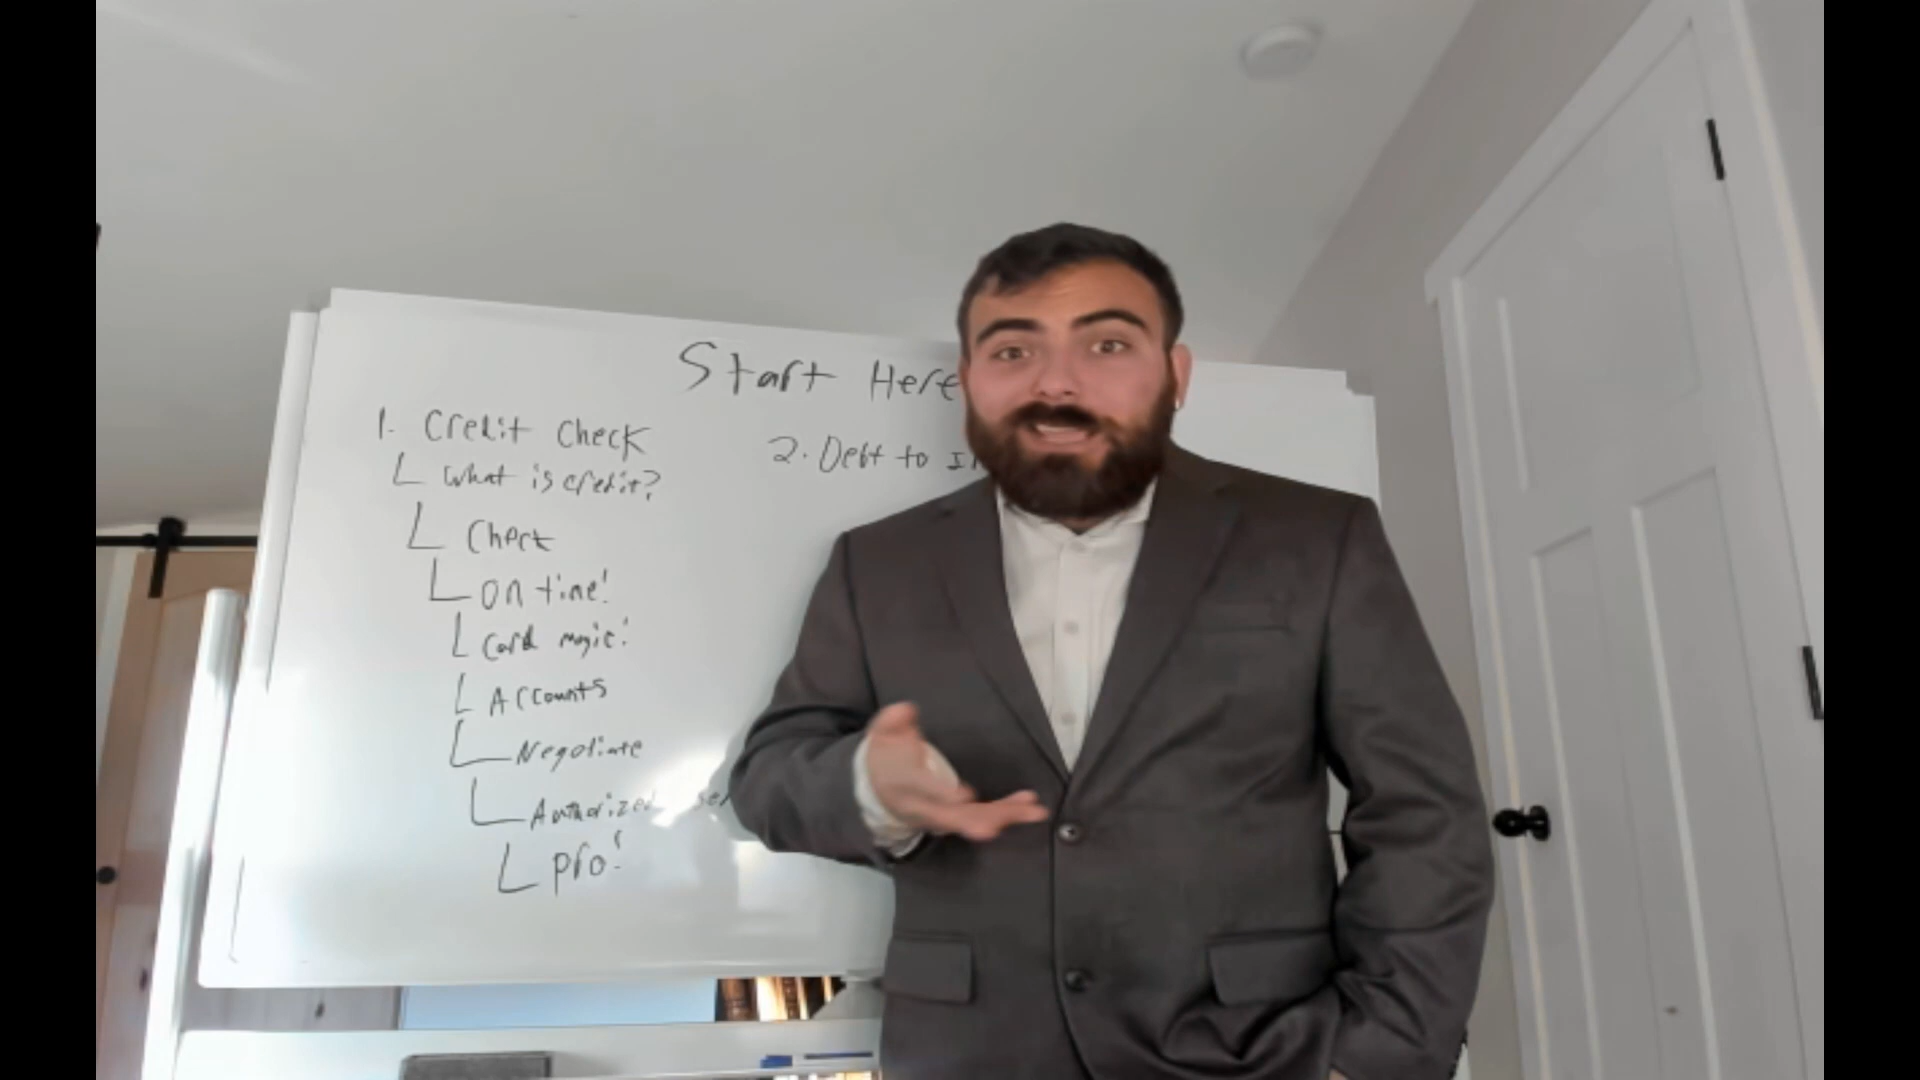 Start Here
1. Credit Check
What is credit?
Check
On time!
Card magic!
Accounts
Negotiate
Authorized
pro!
2. Debt to